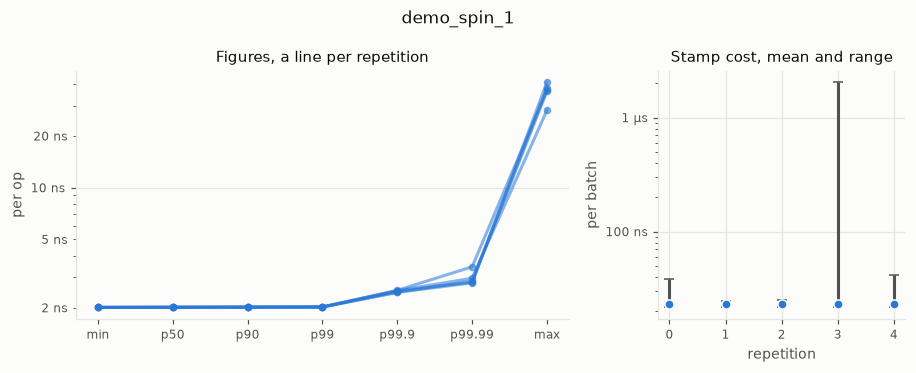 demo_spin_1
Figures, a line per repetition
per op
20 ns
10 ns
5 ns
2 ns
min p50 p90 p99 p99.9 p99.99 max
Stamp cost, mean and range
per batch
1 µs
100 ns
0 1 2 3 4
repetition